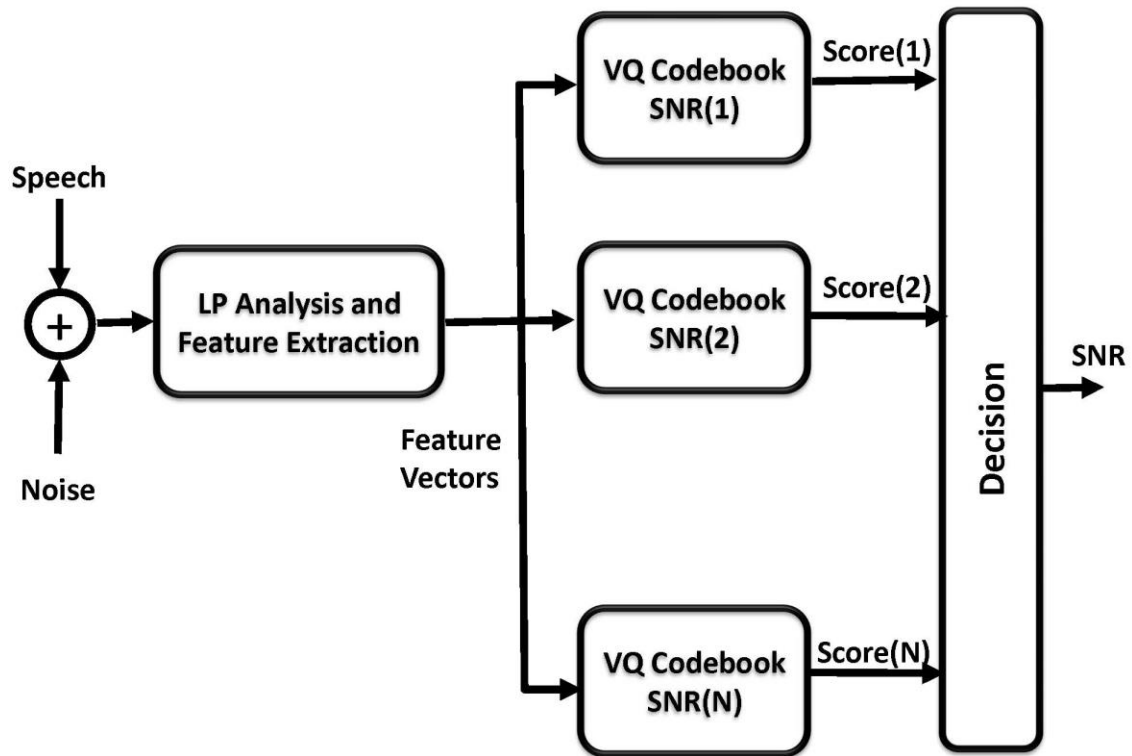 Speech
+
Noise
LP Analysis and
Feature Extraction
Feature
Vectors
VQ Codebook
SNR(1)
Score(1)
VQ Codebook
SNR(2)
Score(2)
VQ Codebook
SNR(N)
Score(N)
Decision
SNR